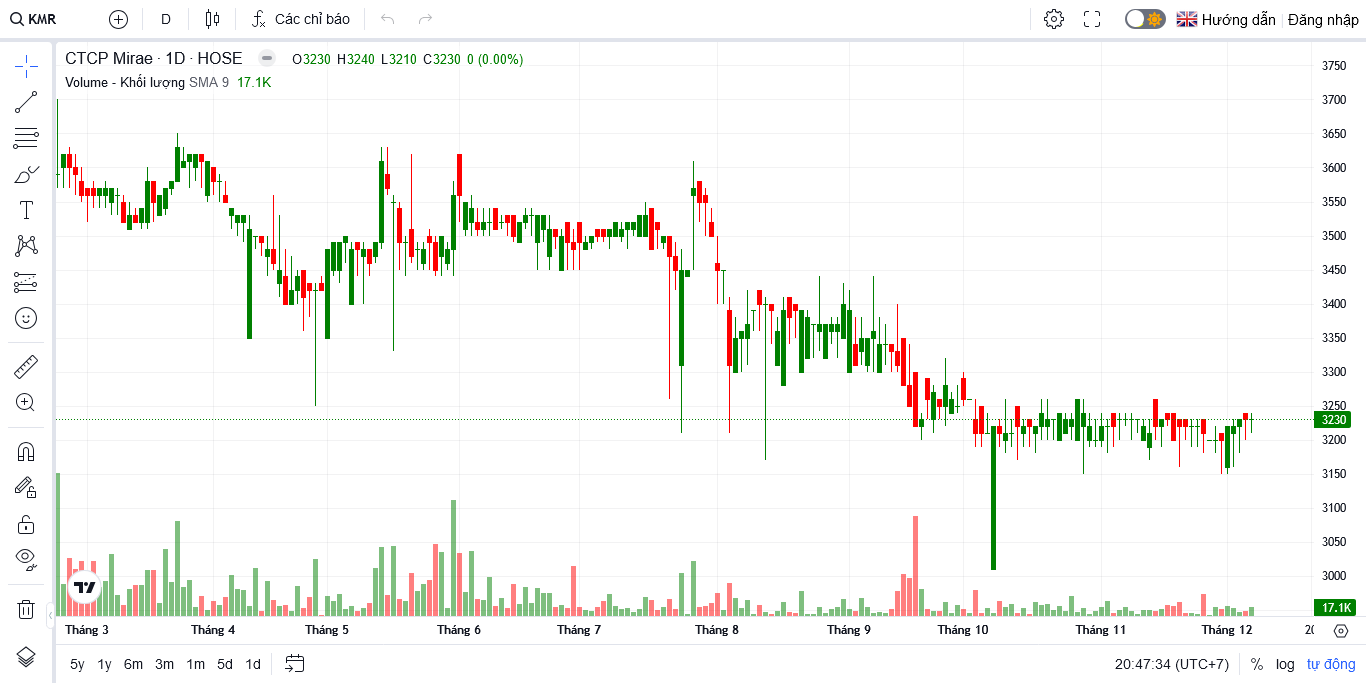 KMR D Các chỉ báo Hướng dẫn Đăng nhập
CTCP Mirae · 1D · HOSE O3230 H3240 L3210 C3230 0 (0.00%)
Volume - Khối lượng SMA 9 17.1K
3750
3700
3650
3600
3550
3500
3450
3400
3350
3300
3250
3230
3200
3150
3100
3050
3000
17.1K
Tháng 3 Tháng 4 Tháng 5 Tháng 6 Tháng 7 Tháng 8 Tháng 9 Tháng 10 Tháng 11 Tháng 12
5y 1y 6m 3m 1m 5d 1d 20:47:34 (UTC+7) % log tự động